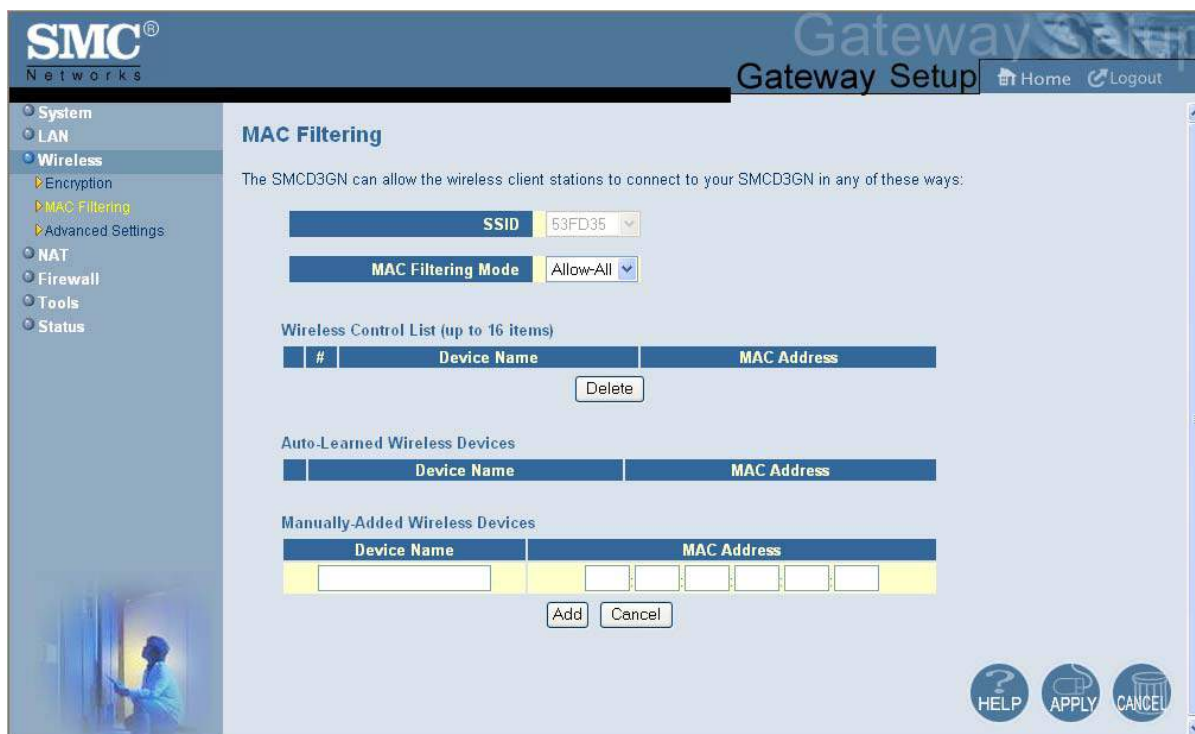 SMC®
Networks
Gateway Setup
Gateway Setup
Home
Logout
System
LAN
Wireless
Encryption
MAC Filtering
Advanced Settings
NAT
Firewall
Tools
Status
MAC Filtering
The SMCD3GN can allow the wireless client stations to connect to your SMCD3GN in any of these ways:
SSID 53FD35
MAC Filtering Mode Allow-All
Wireless Control List (up to 16 items)
# Device Name MAC Address
Delete
Auto-Learned Wireless Devices
Device Name MAC Address
Manually-Added Wireless Devices
Device Name MAC Address
: : : : :
Add Cancel
HELP APPLY CANCEL